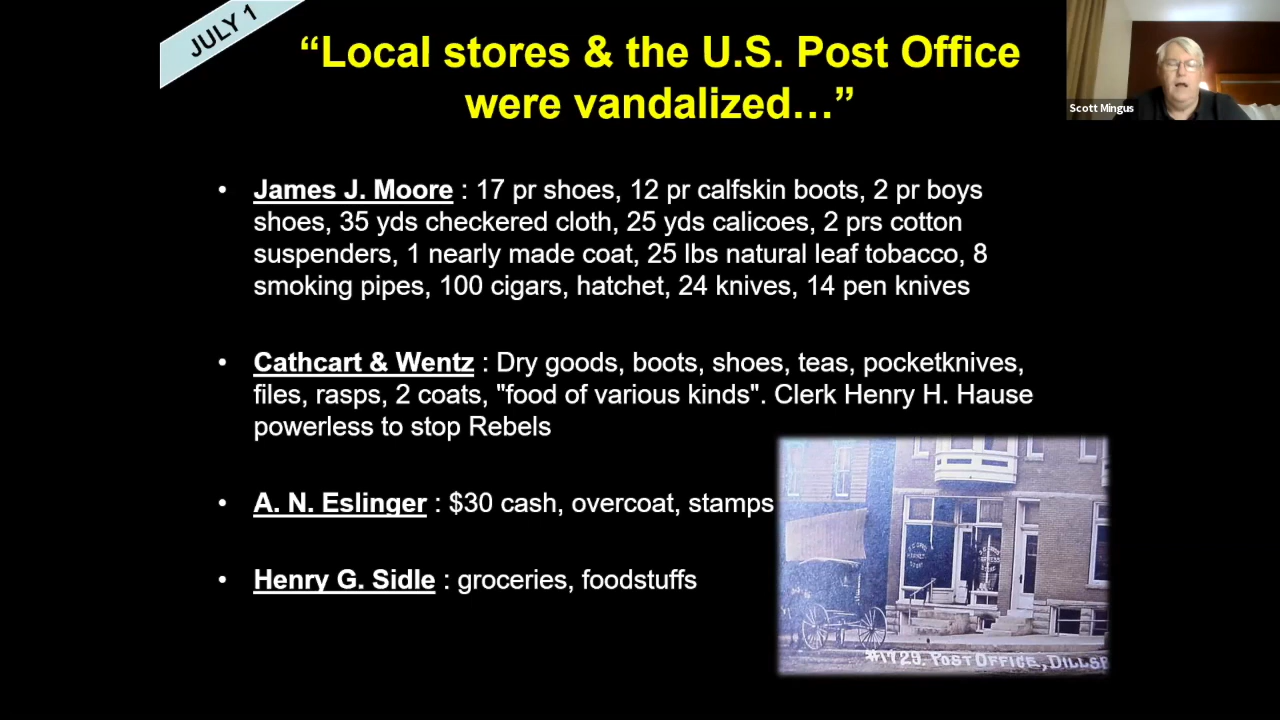 JULY 1
“Local stores & the U.S. Post Office
were vandalized…”
Scott Mingus
• James J. Moore : 17 pr shoes, 12 pr calfskin boots, 2 pr boys
shoes, 35 yds checkered cloth, 25 yds calicoes, 2 prs cotton
suspenders, 1 nearly made coat, 25 lbs natural leaf tobacco, 8
smoking pipes, 100 cigars, hatchet, 24 knives, 14 pen knives
• Cathcart & Wentz : Dry goods, boots, shoes, teas, pocketknives,
files, rasps, 2 coats, "food of various kinds". Clerk Henry H. Hause
powerless to stop Rebels
• A. N. Eslinger : $30 cash, overcoat, stamps
• Henry G. Sidle : groceries, foodstuffs
#1729. POST OFFICE, DILLSB